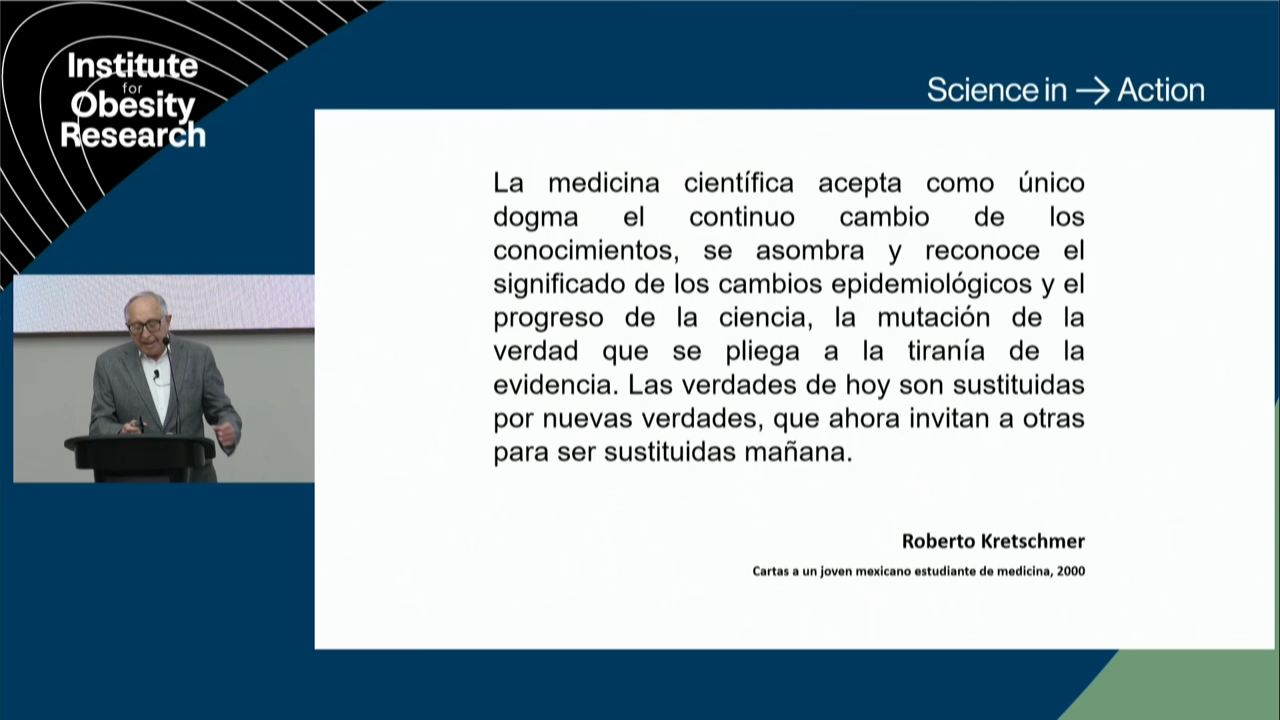 Institute
for
Obesity
Research
Science in → Action
La medicina científica acepta como único
dogma el continuo cambio de los
conocimientos, se asombra y reconoce el
significado de los cambios epidemiológicos y el
progreso de la ciencia, la mutación de la
verdad que se pliega a la tiranía de la
evidencia. Las verdades de hoy son sustituidas
por nuevas verdades, que ahora invitan a otras
para ser sustituidas mañana.
Roberto Kretschmer
Cartas a un joven mexicano estudiante de medicina, 2000